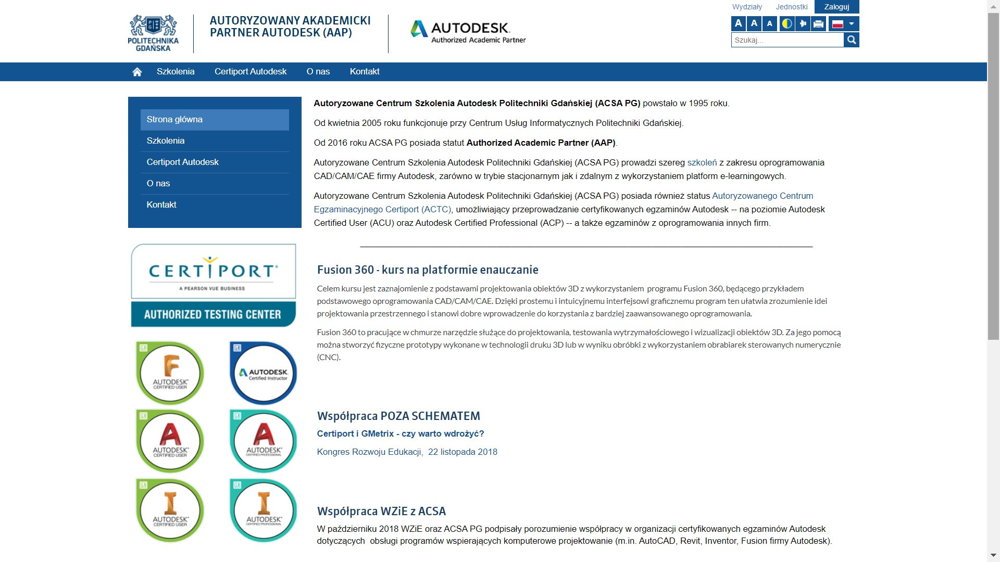 Wydziały Jednostki Zaloguj
POLITECHNIKA
GDAŃSKA
AUTORYZOWANY AKADEMICKI
PARTNER AUTODESK (AAP)
AUTODESK.
Authorized Academic Partner
A A A
Szukaj...
Szkolenia Certiport Autodesk O nas Kontakt
Strona główna
Szkolenia
Certiport Autodesk
O nas
Kontakt
CERTIPORT
A PEARSON VUE BUSINESS
AUTHORIZED TESTING CENTER
AUTODESK
CERTIFIED USER
AUTODESK.
Certified Instructor
AUTODESK
CERTIFIED USER
AUTODESK
CERTIFIED PROFESSIONAL
AUTODESK
CERTIFIED USER
AUTODESK
CERTIFIED PROFESSIONAL
Autoryzowane Centrum Szkolenia Autodesk Politechniki Gdańskiej (ACSA PG) powstało w 1995 roku.
Od kwietnia 2005 roku funkcjonuje przy Centrum Usług Informatycznych Politechniki Gdańskiej.
Od 2016 roku ACSA PG posiada statut Authorized Academic Partner (AAP).
Autoryzowane Centrum Szkolenia Autodesk Politechniki Gdańskiej (ACSA PG) prowadzi szereg szkoleń z zakresu oprogramowania
CAD/CAM/CAE firmy Autodesk, zarówno w trybie stacjonarnym jak i zdalnym z wykorzystaniem platform e-learningowych.
Autoryzowane Centrum Szkolenia Autodesk Politechniki Gdańskiej (ACSA PG) posiada również status Autoryzowanego Centrum
Egzaminacyjnego Certiport (ACTC), umożliwiający przeprowadzanie certyfikowanych egzaminów Autodesk -- na poziomie Autodesk
Certified User (ACU) oraz Autodesk Certified Professional (ACP) -- a także egzaminów z oprogramowania innych firm.
Fusion 360 - kurs na platformie enauczanie
Celem kursu jest zaznajomienie z podstawami projektowania obiektów 3D z wykorzystaniem programu Fusion 360, będącego przykładem
podstawowego oprogramowania CAD/CAM/CAE. Dzięki prostemu i intuicyjnemu interfejsowi graficznemu program ten ułatwia zrozumienie idei
projektowania przestrzennego i stanowi dobre wprowadzenie do korzystania z bardziej zaawansowanego oprogramowania.
Fusion 360 to pracujące w chmurze narzędzie służące do projektowania, testowania wytrzymałościowego i wizualizacji obiektów 3D. Za jego pomocą
można stworzyć fizyczne prototypy wykonane w technologii druku 3D lub w wyniku obróbki z wykorzystaniem obrabiarek sterowanych numerycznie
(CNC).
Współpraca POZA SCHEMATEM
Certiport i GMetrix - czy warto wdrożyć?
Kongres Rozwoju Edukacji, 22 listopada 2018
Współpraca WZiE z ACSA
W październiku 2018 WZiE oraz ACSA PG podpisały porozumienie współpracy w organizacji certyfikowanych egzaminów Autodesk
dotyczących obsługi programów wspierających komputerowe projektowanie (m.in. AutoCAD, Revit, Inventor, Fusion firmy Autodesk).